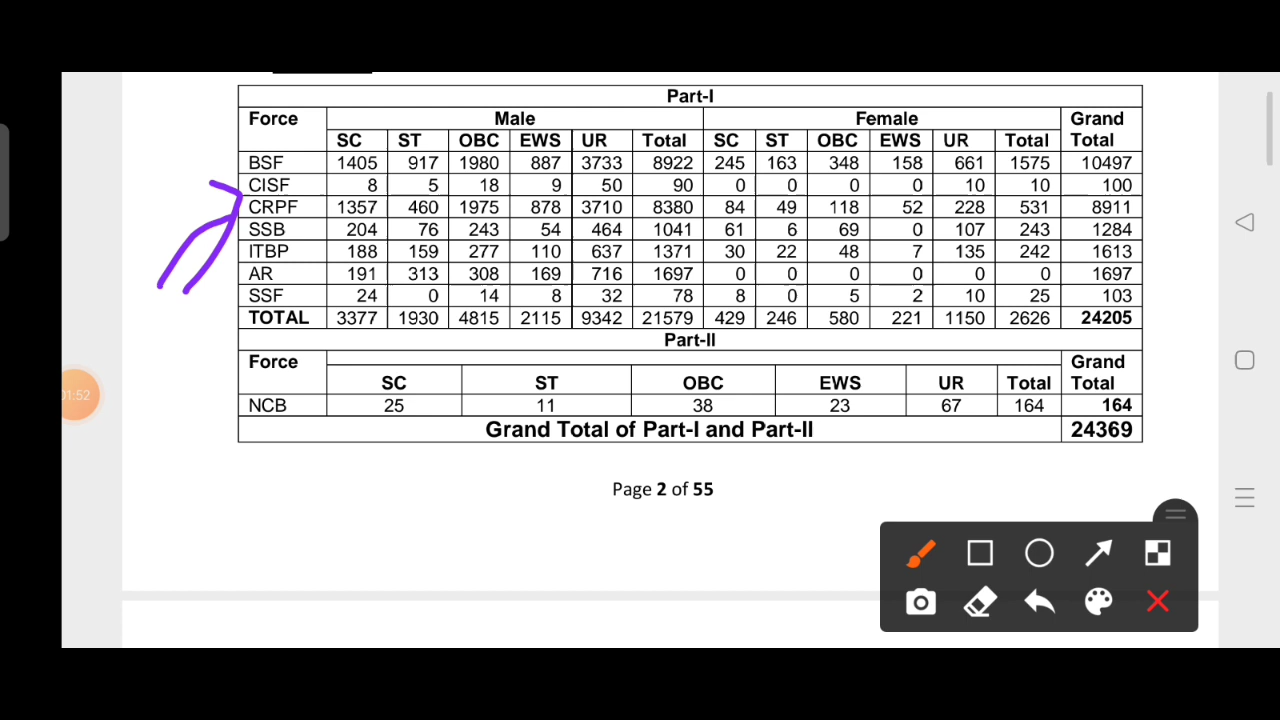 Part-I
Force Male Female Grand Total
SC ST OBC EWS UR Total SC ST OBC EWS UR Total
BSF 1405 917 1980 887 3733 8922 245 163 348 158 661 1575 10497
CISF 8 5 18 9 50 90 0 0 0 0 10 10 100
CRPF 1357 460 1975 878 3710 8380 84 49 118 52 228 531 8911
SSB 204 76 243 54 464 1041 61 6 69 0 107 243 1284
ITBP 188 159 277 110 637 1371 30 22 48 7 135 242 1613
AR 191 313 308 169 716 1697 0 0 0 0 0 0 1697
SSF 24 0 14 8 32 78 8 0 5 2 10 25 103
TOTAL 3377 1930 4815 2115 9342 21579 429 246 580 221 1150 2626 24205
Part-II
Force Grand Total
SC ST OBC EWS UR Total
NCB 25 11 38 23 67 164 164
Grand Total of Part-I and Part-II 24369
Page 2 of 55
01:52